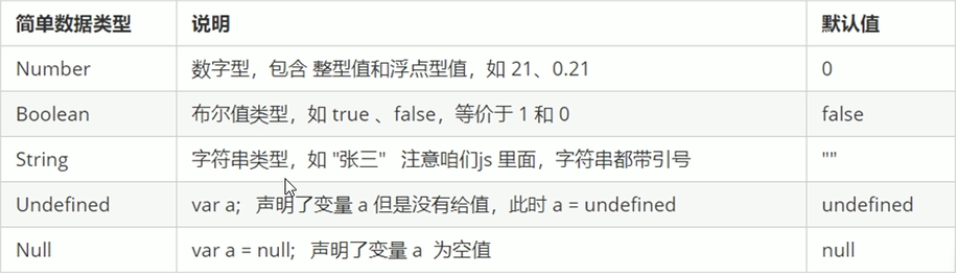 简单数据类型 说明 默认值
Number 数字型，包含 整型值和浮点型值，如 21、0.21 0
Boolean 布尔值类型，如 true 、false，等价于 1 和 0 false
String 字符串类型，如 "张三" 注意咱们js 里面，字符串都带引号 ""
Undefined var a; 声明了变量 a 但是没有给值，此时 a = undefined undefined
Null var a = null; 声明了变量 a 为空值 null